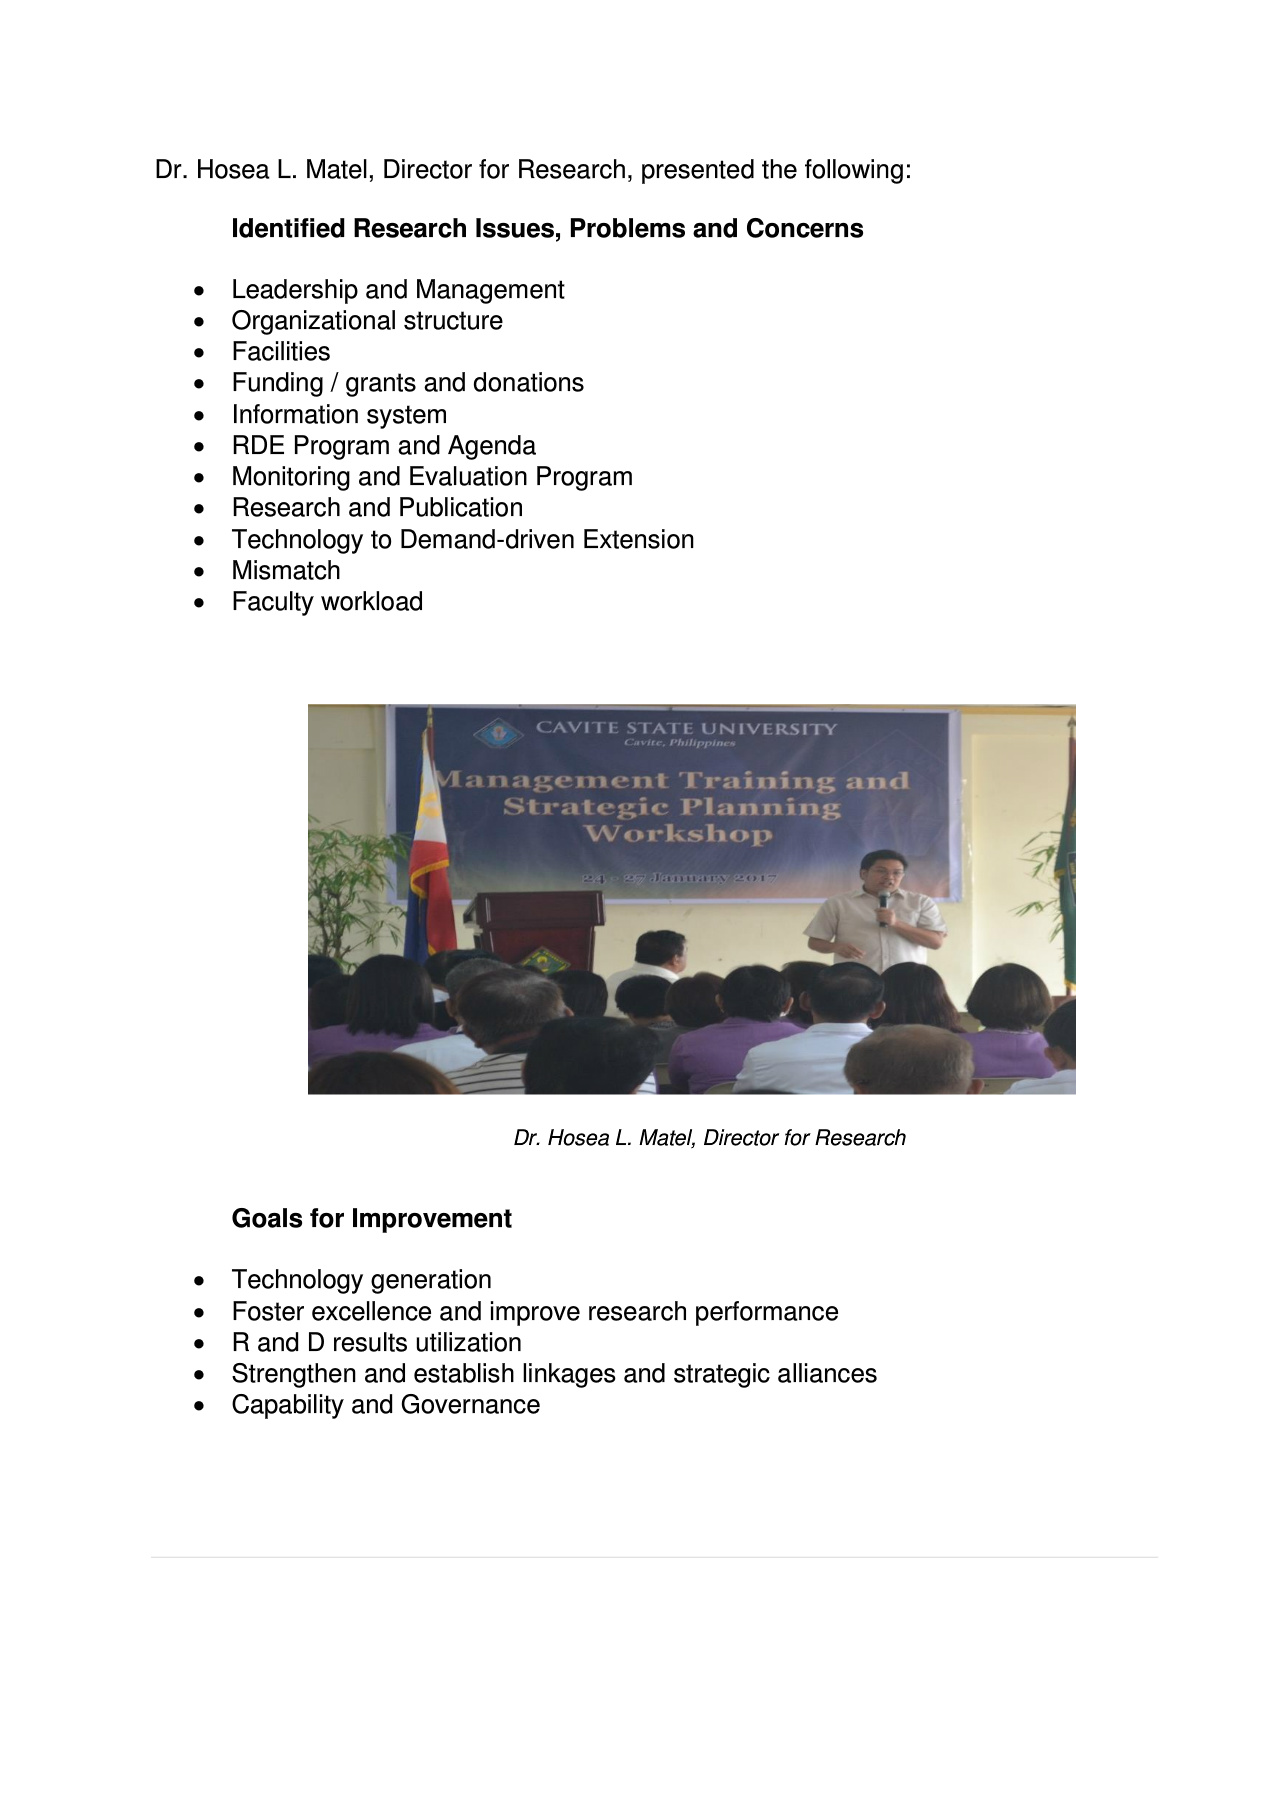 Dr. Hosea L. Matel, Director for Research, presented the following:
Identified Research Issues, Problems and Concerns
• Leadership and Management
• Organizational structure
• Facilities
• Funding / grants and donations
• Information system
• RDE Program and Agenda
• Monitoring and Evaluation Program
• Research and Publication
• Technology to Demand-driven Extension
• Mismatch
• Faculty workload
CAVITE STATE UNIVERSITY
Cavite, Philippines
Management Training and
Strategic Planning
Workshop
24 - 27 January 2017
Dr. Hosea L. Matel, Director for Research
Goals for Improvement
• Technology generation
• Foster excellence and improve research performance
• R and D results utilization
• Strengthen and establish linkages and strategic alliances
• Capability and Governance